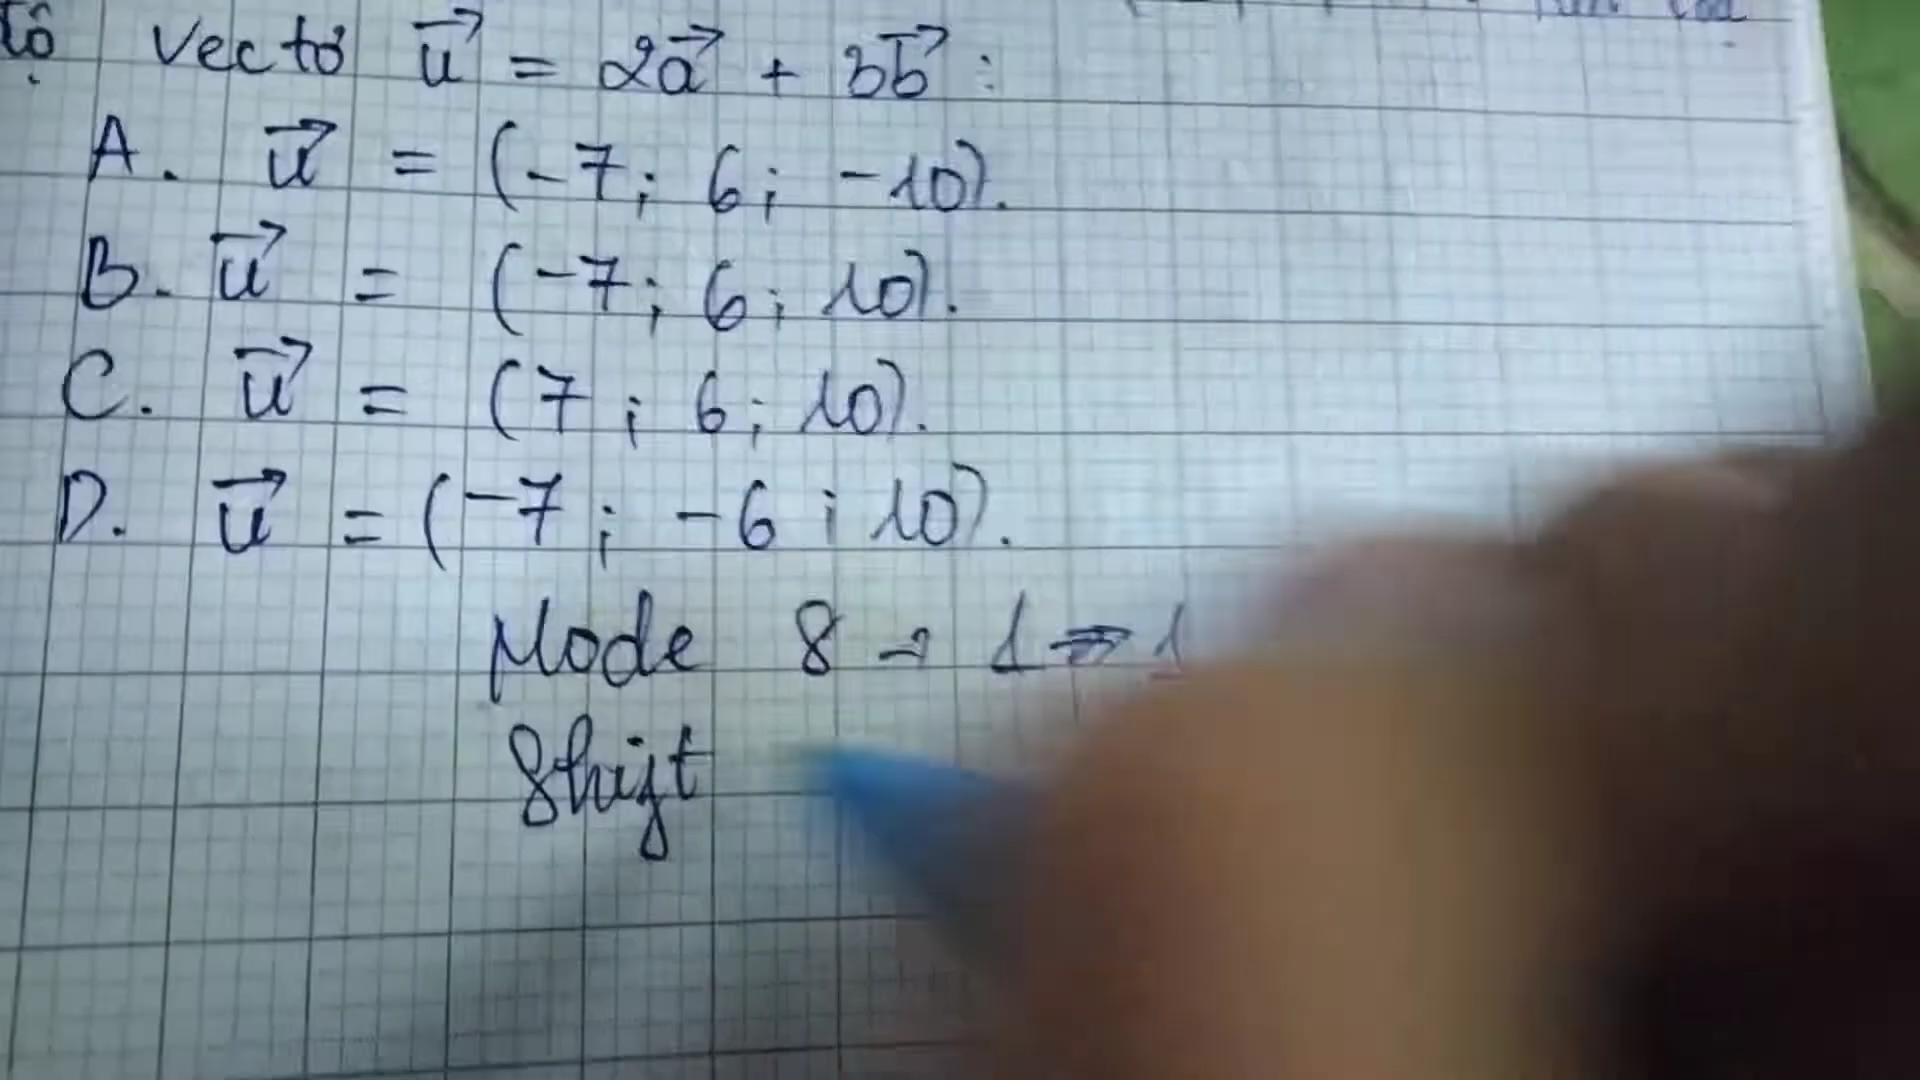 tọ vectơ u⃗ = 2a⃗ + 3b⃗ :
A. u⃗ = (-7; 6; -10).
B. u⃗ = (-7; 6; 10).
C. u⃗ = (7; 6; 10).
D. u⃗ = (-7; -6; 10).
Mode 8 → 1 → 1
Shift